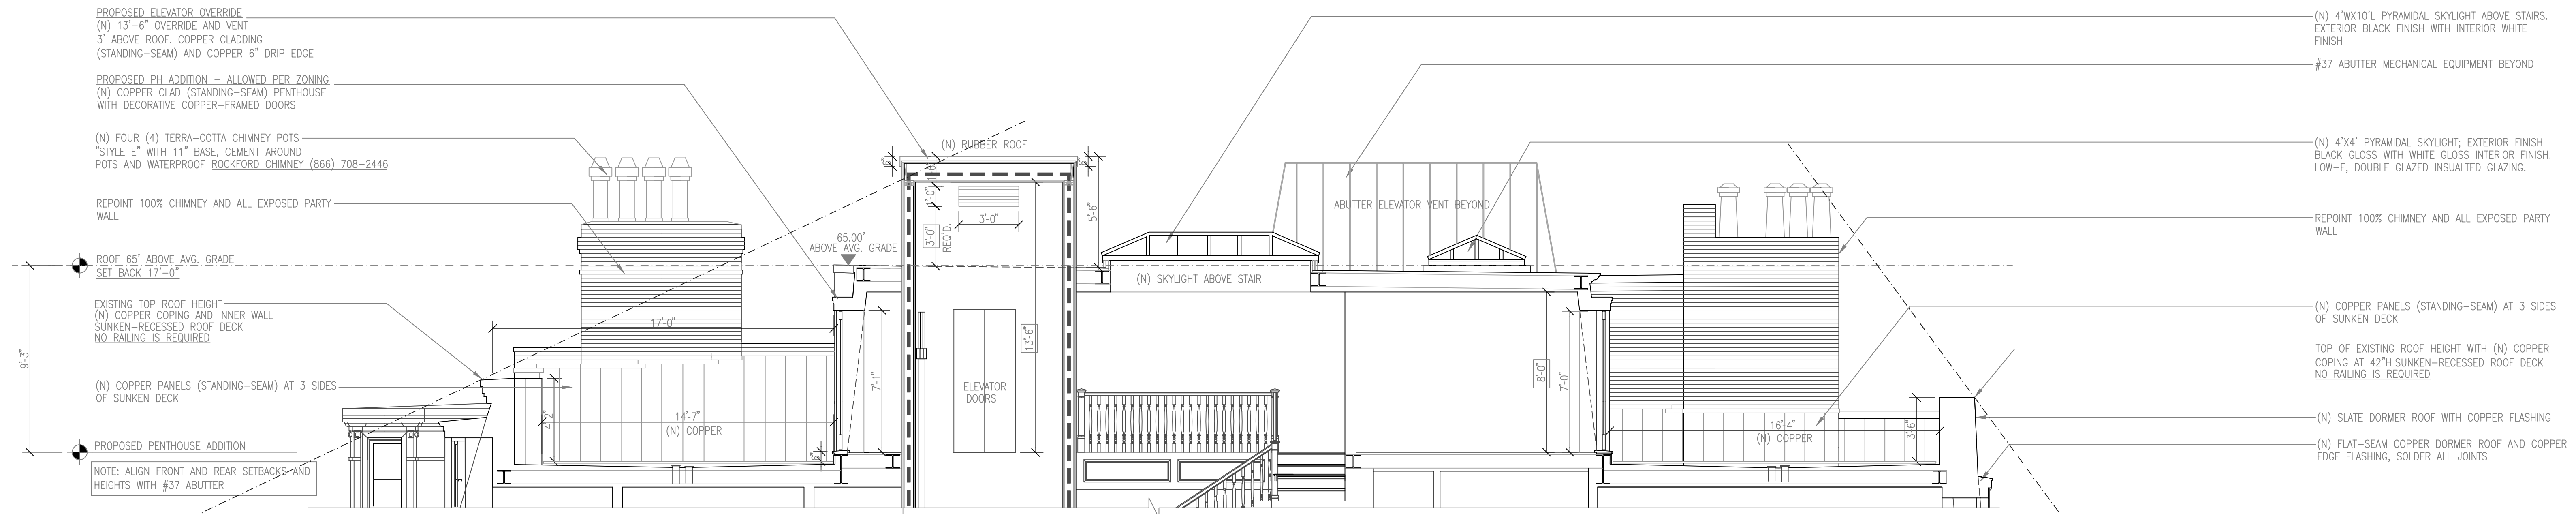 PROPOSED ELEVATOR OVERRIDE
(N) 13'-6" OVERRIDE AND VENT
3' ABOVE ROOF. COPPER CLADDING
(STANDING-SEAM) AND COPPER 6" DRIP EDGE
PROPOSED PH ADDITION - ALLOWED PER ZONING
(N) COPPER CLAD (STANDING-SEAM) PENTHOUSE
WITH DECORATIVE COPPER-FRAMED DOORS
(N) FOUR (4) TERRA-COTTA CHIMNEY POTS
"STYLE E" WITH 11" BASE, CEMENT AROUND
POTS AND WATERPROOF ROCKFORD CHIMNEY (866) 708-2446
REPOINT 100% CHIMNEY AND ALL EXPOSED PARTY
WALL
ROOF 65' ABOVE AVG. GRADE
SET BACK 17'-0"
EXISTING TOP ROOF HEIGHT
(N) COPPER COPING AND INNER WALL
SUNKEN-RECESSED ROOF DECK
NO RAILING IS REQUIRED
9'-3"
(N) COPPER PANELS (STANDING-SEAM) AT 3 SIDES
OF SUNKEN DECK
PROPOSED PENTHOUSE ADDITION
NOTE: ALIGN FRONT AND REAR SETBACKS AND
HEIGHTS WITH #37 ABUTTER
17'-0"
4'-2"
14'-7"
(N) COPPER
6"
7'-1"
65.00'
ABOVE AVG. GRADE
(N) RUBBER ROOF
6"
6"
1'-0"
3'-0"
REQ'D.
3'-0"
5'-6"
13'-6"
ELEVATOR
DOORS
(N) SKYLIGHT ABOVE STAIR
ABUTTER ELEVATOR VENT BEYOND
8'-0"
7'-0"
16'-4"
(N) COPPER
3'-6"
(N) 4'WX10'L PYRAMIDAL SKYLIGHT ABOVE STAIRS.
EXTERIOR BLACK FINISH WITH INTERIOR WHITE
FINISH
#37 ABUTTER MECHANICAL EQUIPMENT BEYOND
(N) 4'X4' PYRAMIDAL SKYLIGHT; EXTERIOR FINISH
BLACK GLOSS WITH WHITE GLOSS INTERIOR FINISH.
LOW-E, DOUBLE GLAZED INSUALTED GLAZING.
REPOINT 100% CHIMNEY AND ALL EXPOSED PARTY
WALL
(N) COPPER PANELS (STANDING-SEAM) AT 3 SIDES
OF SUNKEN DECK
TOP OF EXISTING ROOF HEIGHT WITH (N) COPPER
COPING AT 42"H SUNKEN-RECESSED ROOF DECK
NO RAILING IS REQUIRED
(N) SLATE DORMER ROOF WITH COPPER FLASHING
(N) FLAT-SEAM COPPER DORMER ROOF AND COPPER
EDGE FLASHING, SOLDER ALL JOINTS